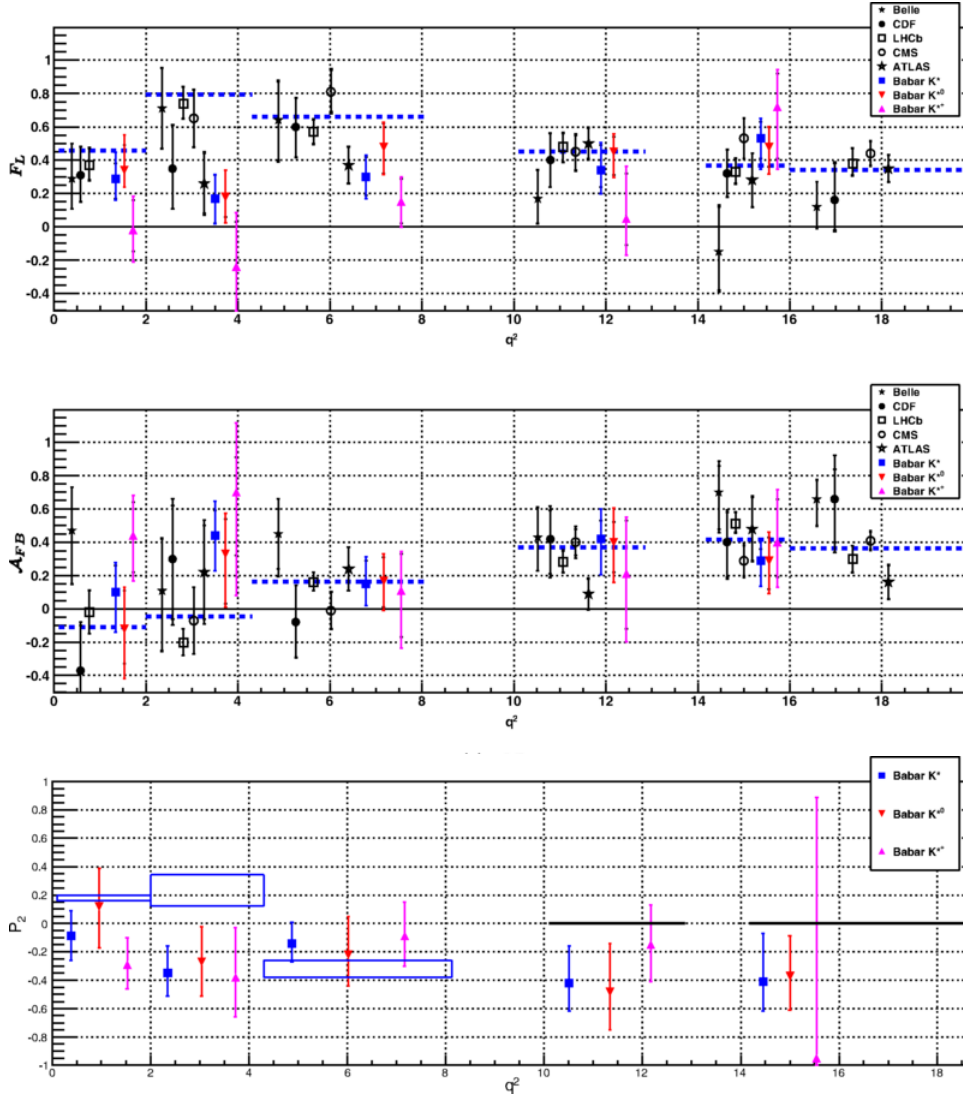 Belle
CDF
LHCb
CMS
ATLAS
Babar K*
Babar K*0
Babar K*+
F_L
1
0.8
0.6
0.4
0.2
0
-0.2
-0.4
0 2 4 6 8 10 12 14 16 18
q²
Belle
CDF
LHCb
CMS
ATLAS
Babar K*
Babar K*0
Babar K*+
A_FB
1
0.8
0.6
0.4
0.2
0
-0.2
-0.4
0 2 4 6 8 10 12 14 16 18
q²
Babar K*
Babar K*0
Babar K*+
P_2
1
0.8
0.6
0.4
0.2
0
-0.2
-0.4
-0.6
-0.8
-1
0 2 4 6 8 10 12 14 16 18
q²